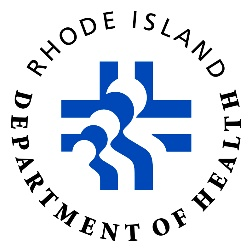 RHODE ISLAND
DEPARTMENT OF HEALTH